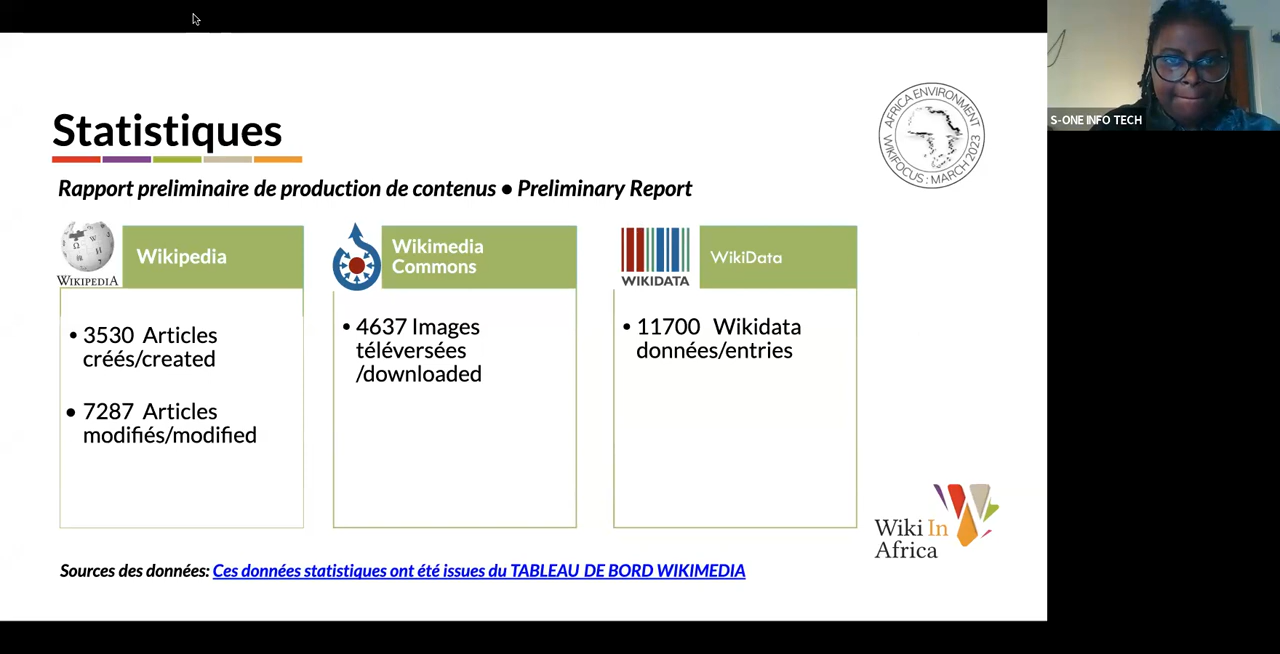 Statistiques
AFRICA ENVIRONMENT
WIKIFOCUS : MARCH 2023
S-ONE INFO TECH
Rapport preliminaire de production de contenus ● Preliminary Report
WIKIPEDIA
Wikipedia
Wikimedia
Commons
WIKIDATA
WikiData
• 3530 Articles
créés/created
• 7287 Articles
modifiés/modified
• 4637 Images
téléversées
/downloaded
• 11700 Wikidata
données/entries
Wiki In
Africa
Sources des données: Ces données statistiques ont été issues du TABLEAU DE BORD WIKIMEDIA